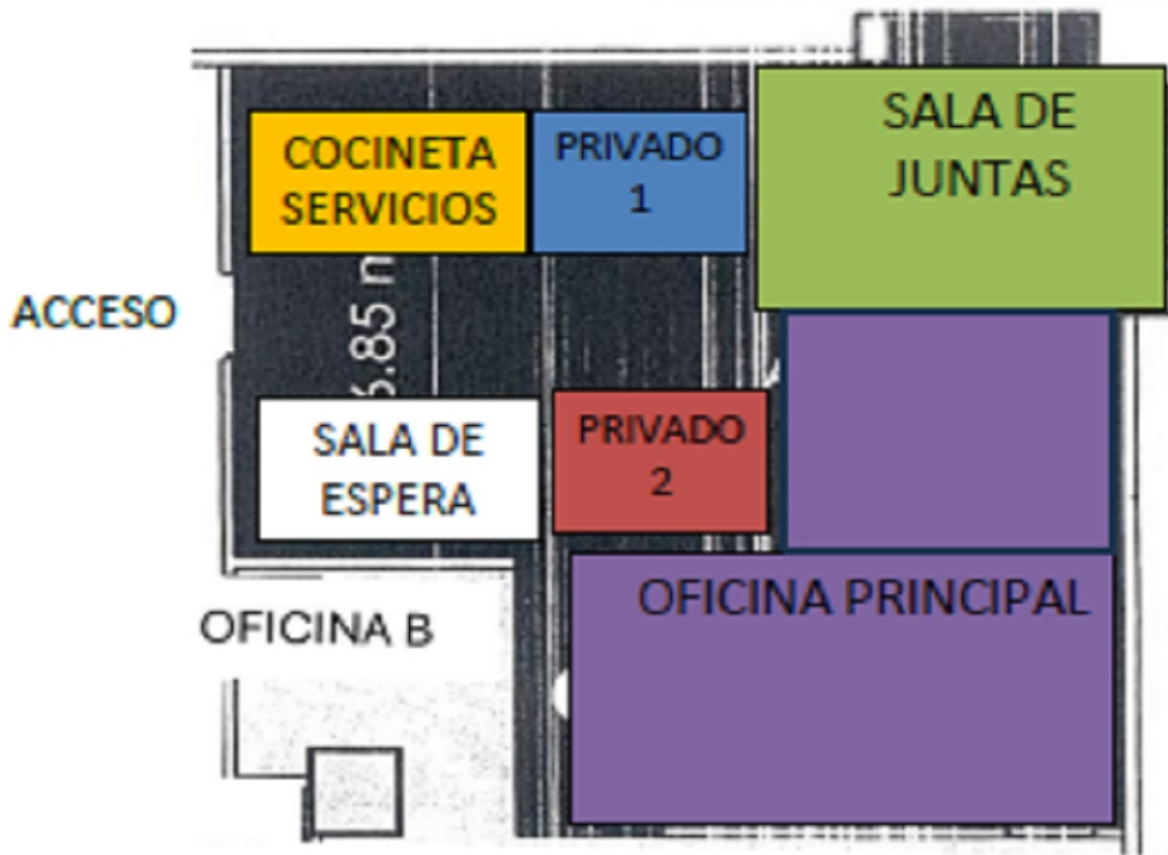 SALA DE
JUNTAS
COCINETA
SERVICIOS
PRIVADO
1
ACCESO
SALA DE
ESPERA
PRIVADO
2
OFICINA PRINCIPAL
OFICINA B